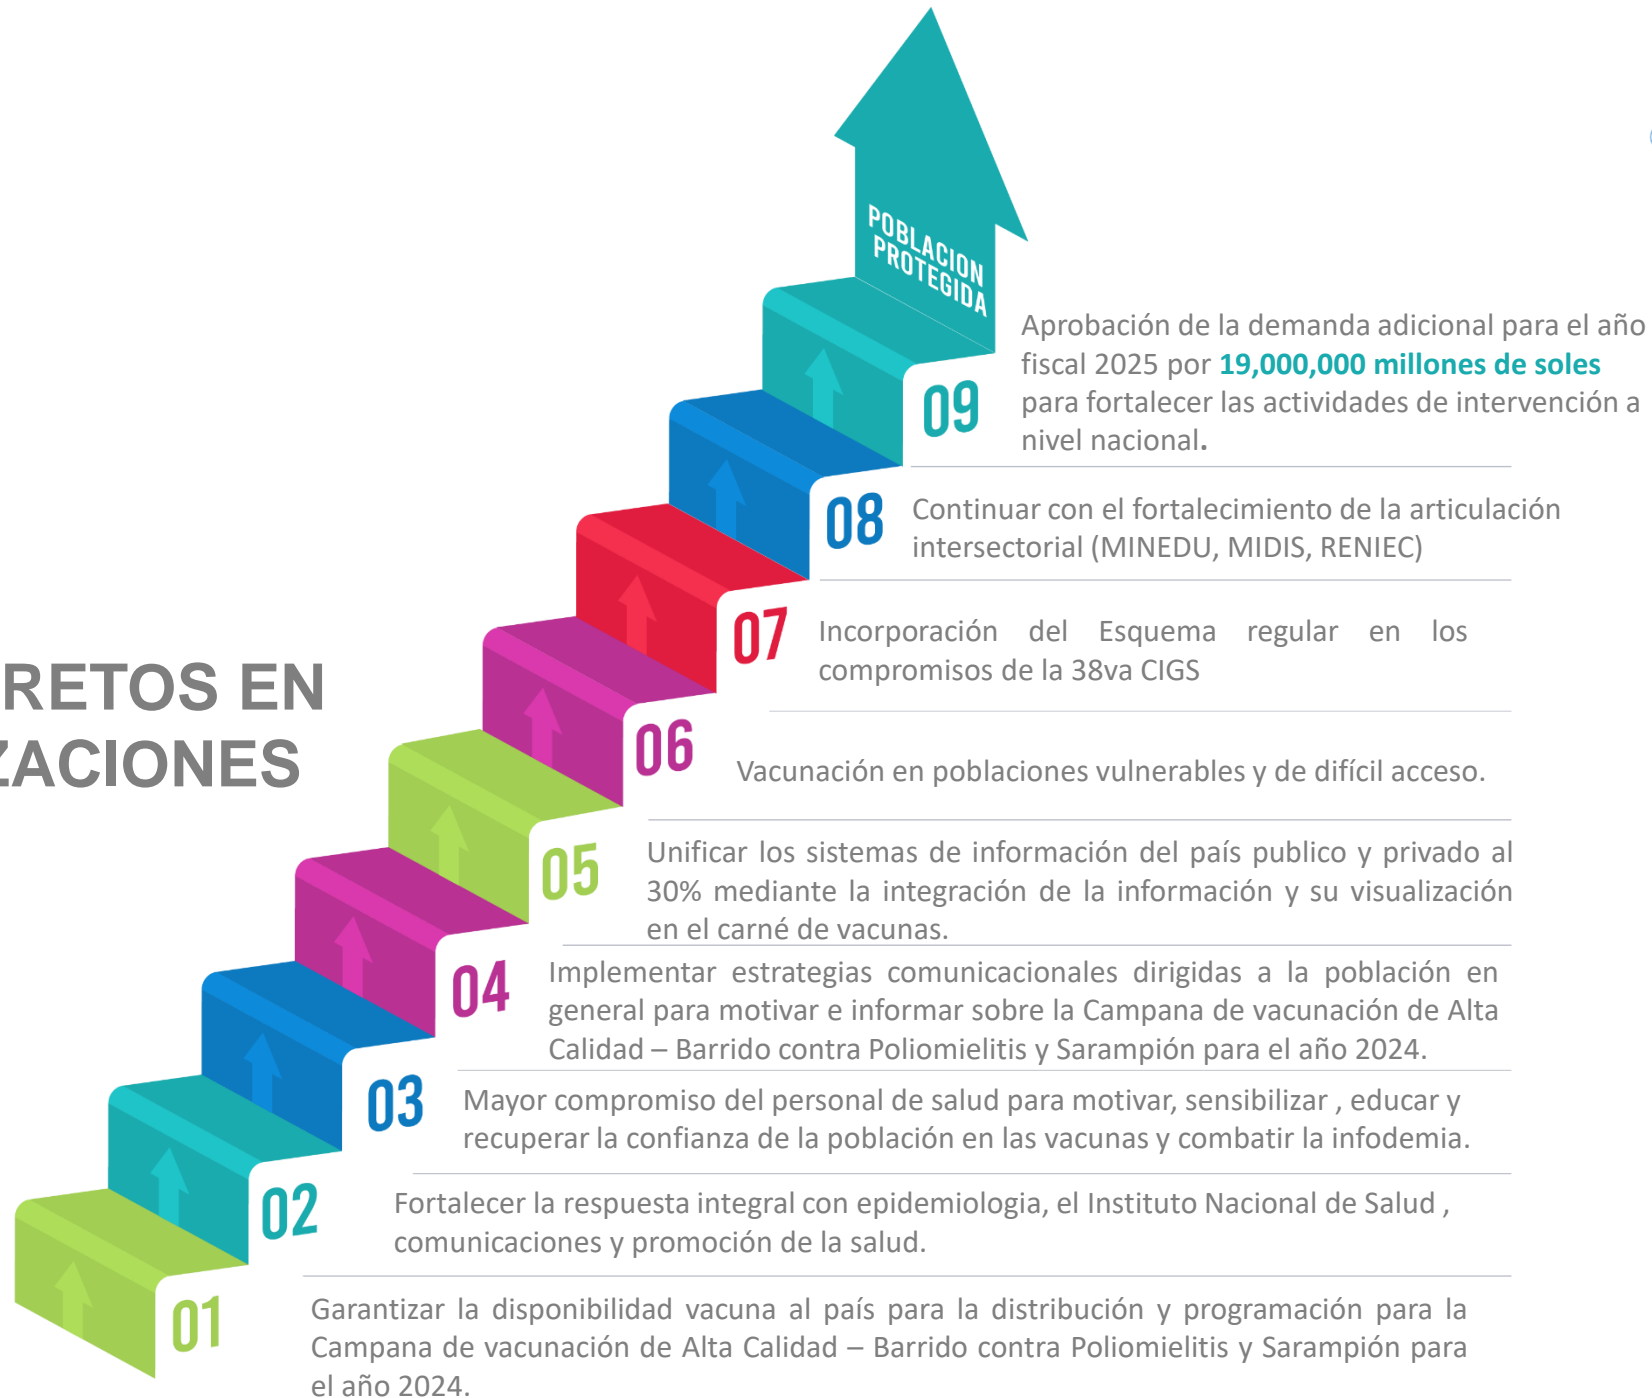 POBLACION
PROTEGIDA
Aprobación de la demanda adicional para el año
fiscal 2025 por 19,000,000 millones de soles
para fortalecer las actividades de intervención a
nivel nacional.
09
Continuar con el fortalecimiento de la articulación
intersectorial (MINEDU, MIDIS, RENIEC)
08
Incorporación del Esquema regular en los
compromisos de la 38va CIGS
07
RETOS EN
ZACIONES
Vacunación en poblaciones vulnerables y de difícil acceso.
06
Unificar los sistemas de información del país publico y privado al
30% mediante la integración de la información y su visualización
en el carné de vacunas.
05
Implementar estrategias comunicacionales dirigidas a la población en
general para motivar e informar sobre la Campana de vacunación de Alta
Calidad – Barrido contra Poliomielitis y Sarampión para el año 2024.
04
Mayor compromiso del personal de salud para motivar, sensibilizar , educar y
recuperar la confianza de la población en las vacunas y combatir la infodemia.
03
Fortalecer la respuesta integral con epidemiologia, el Instituto Nacional de Salud ,
comunicaciones y promoción de la salud.
02
Garantizar la disponibilidad vacuna al país para la distribución y programación para la
Campana de vacunación de Alta Calidad – Barrido contra Poliomielitis y Sarampión para
el año 2024.
01